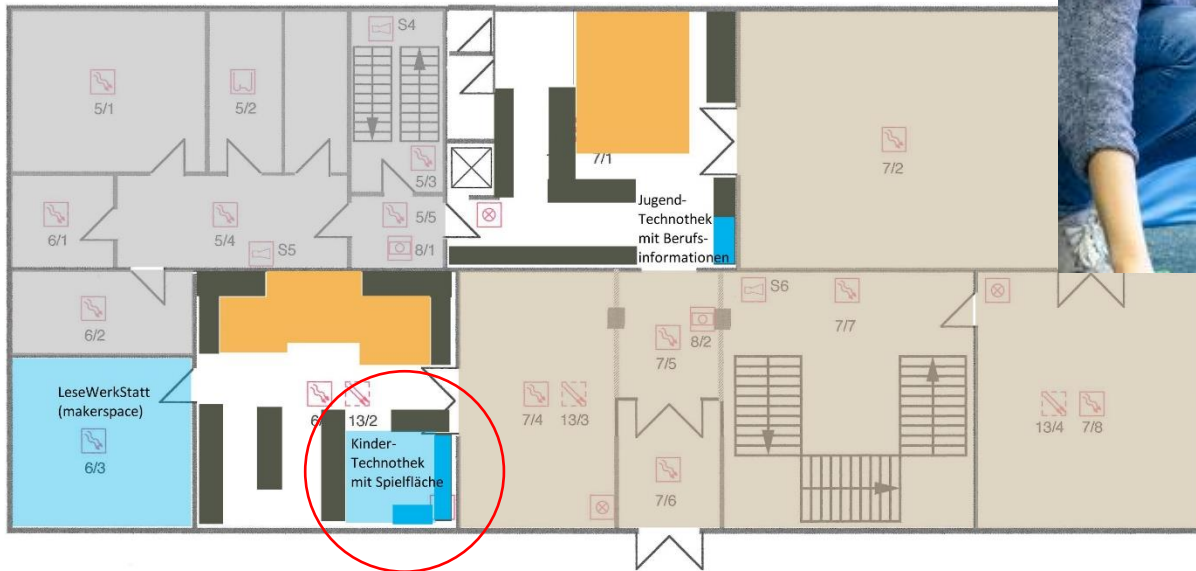 S4
5/1
5/2
5/3
7/1
7/2
6/1
5/4
S5
5/5
8/1
Jugend-
Technothek
mit Berufs-
informationen
6/2
S6
7/7
8/2
7/5
LeseWerkStatt
(makerspace)
6/3
13/2
Kinder-
Technothek
mit Spielfläche
7/4
13/3
7/6
13/4
7/8